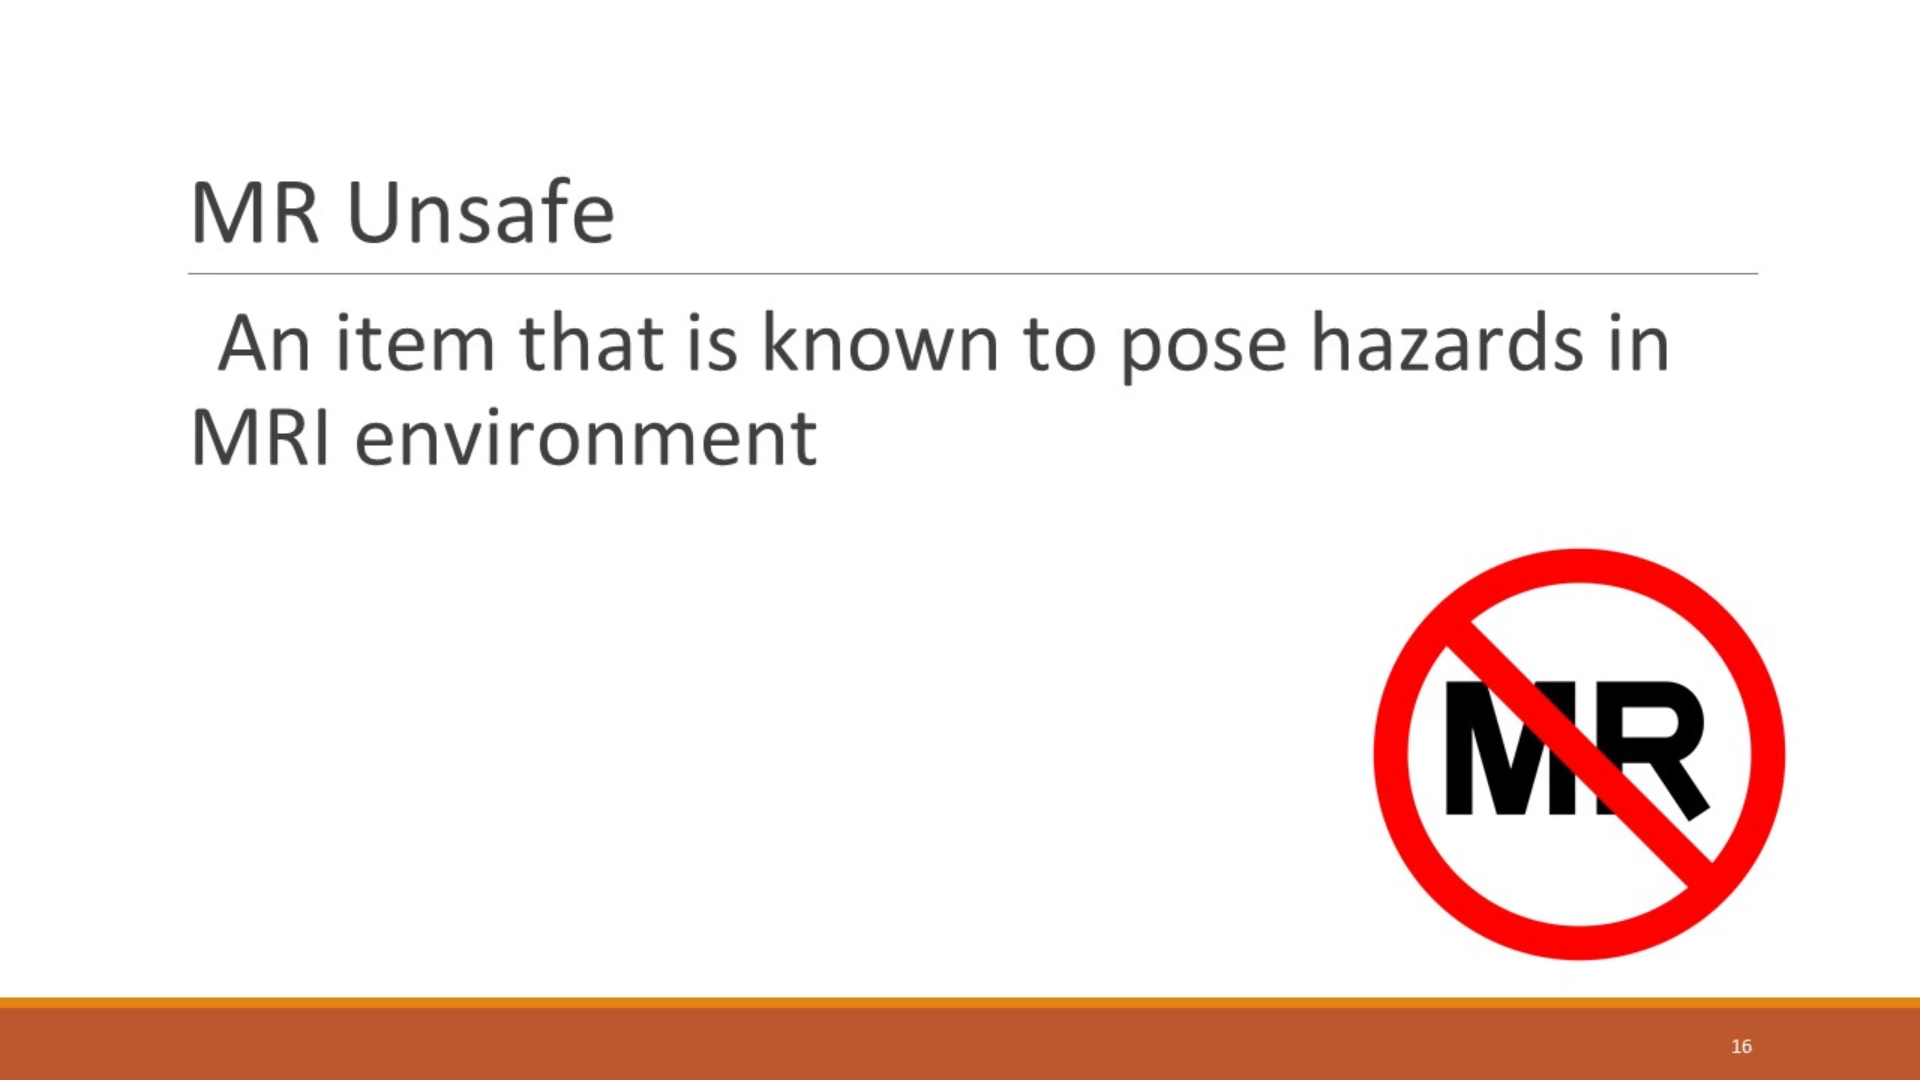 MR Unsafe
An item that is known to pose hazards in
MRI environment
MR
16